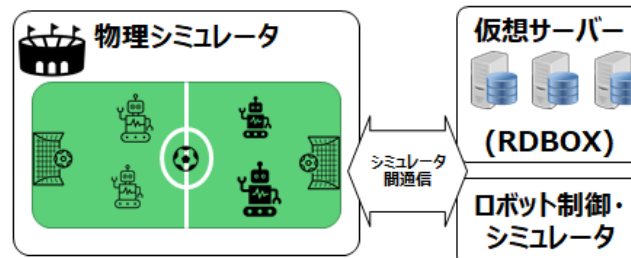 物理シミュレータ
シミュレータ
間通信
仮想サーバー
(RDBOX)
ロボット制御・
シミュレータ